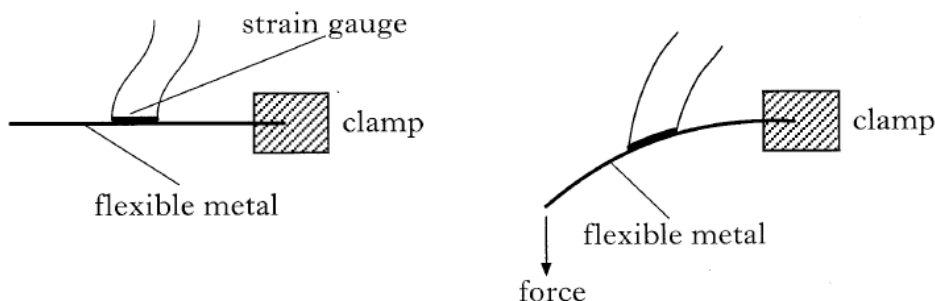 strain gauge
clamp
flexible metal
clamp
flexible metal
force